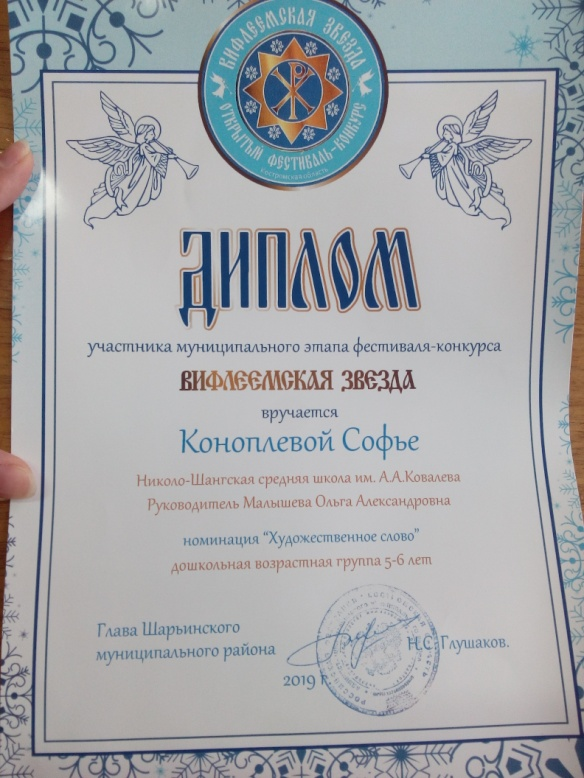 ВИФЛЕЕМСКАЯ ЗВЕЗДА
ОТКРЫТЫЙ ФЕСТИВАЛЬ-КОНКУРС
Костромская область
ДИПЛОМ
участника муниципального этапа фестиваля-конкурса
ВИФЛЕЕМСКАЯ ЗВЕЗДА
вручается
Коноплевой Софье
Николо-Шангская средняя школа им. А.А.Ковалева
Руководитель Малышева Ольга Александровна
номинация "Художественное слово"
дошкольная возрастная группа 5-6 лет
Глава Шарьинского
муниципального района
Н.С. Глушаков.
2019 г.